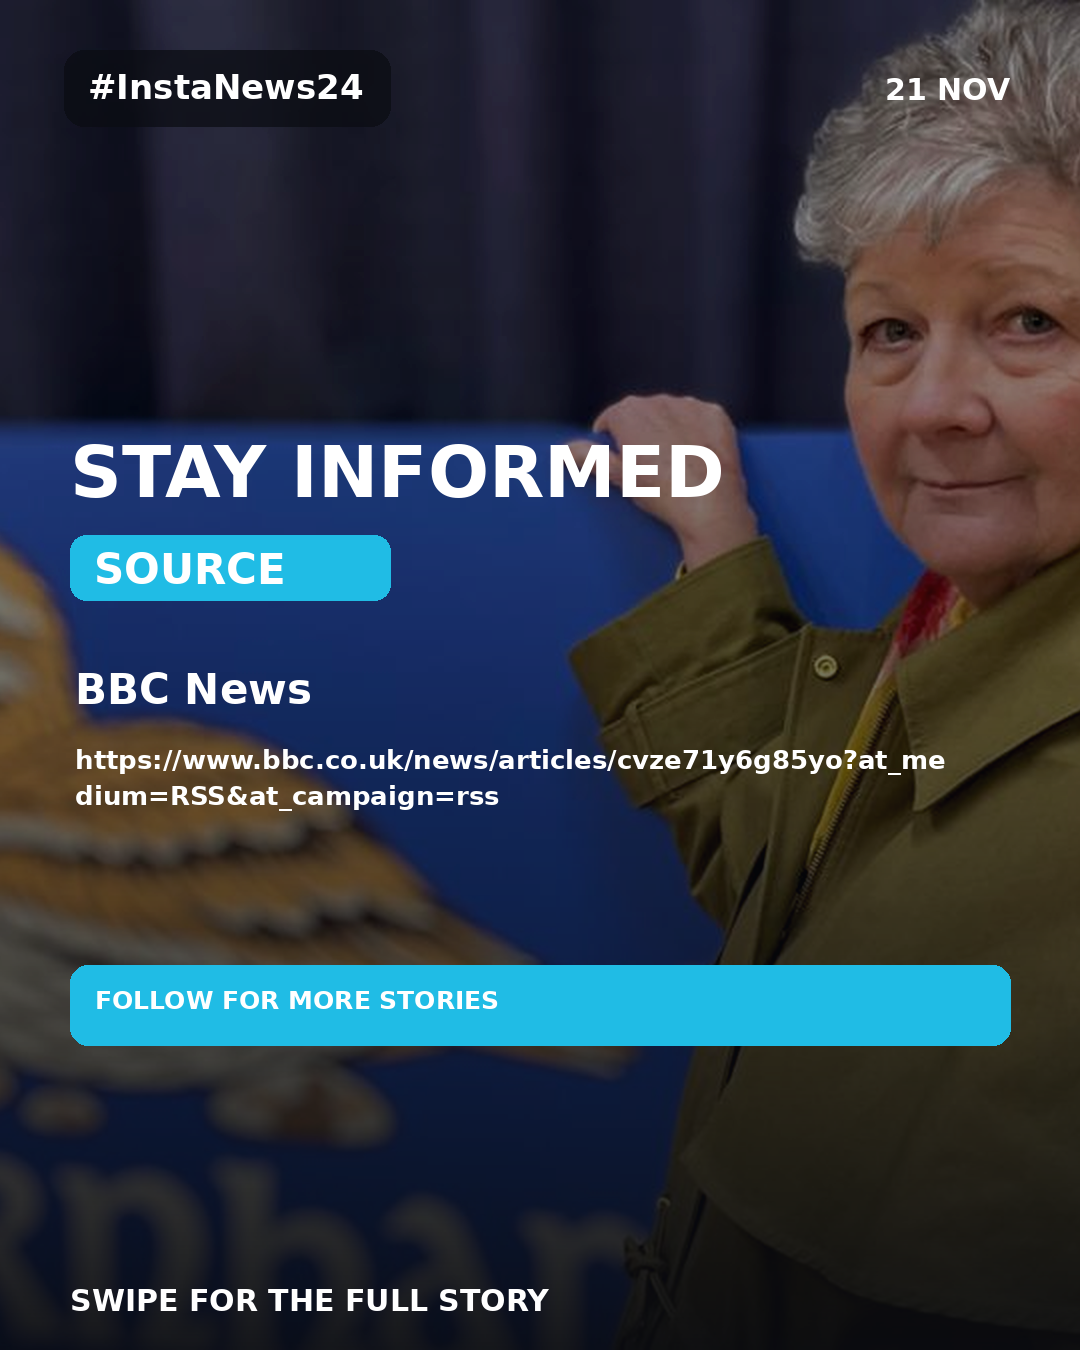 #InstaNews24
21 NOV
STAY INFORMED
SOURCE
BBC News
https://www.bbc.co.uk/news/articles/cvze71y6g85yo?at_me
dium=RSS&at_campaign=rss
FOLLOW FOR MORE STORIES
SWIPE FOR THE FULL STORY